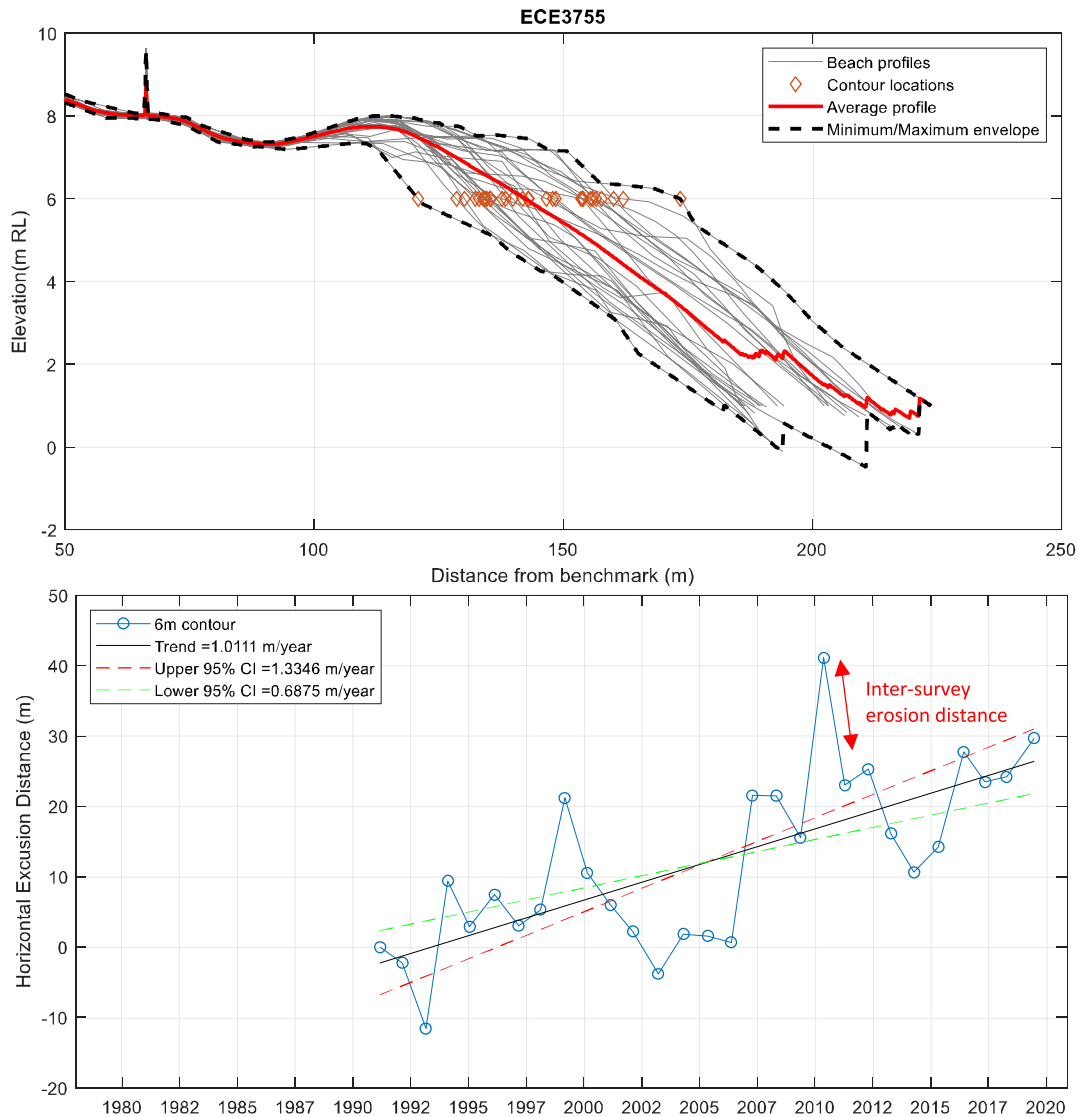 ECE3755
10
8
6
4
2
0
-2
Elevation(m RL)
Beach profiles
Contour locations
Average profile
Minimum/Maximum envelope
50
100
150
200
250
Distance from benchmark (m)
50
40
30
20
10
0
-10
-20
Horizontal Excusion Distance (m)
6m contour
Trend =1.0111 m/year
Upper 95% CI =1.3346 m/year
Lower 95% CI =0.6875 m/year
Inter-survey
erosion distance
1980
1982
1985
1987
1990
1992
1995
1997
2000
2002
2005
2007
2010
2012
2015
2017
2020